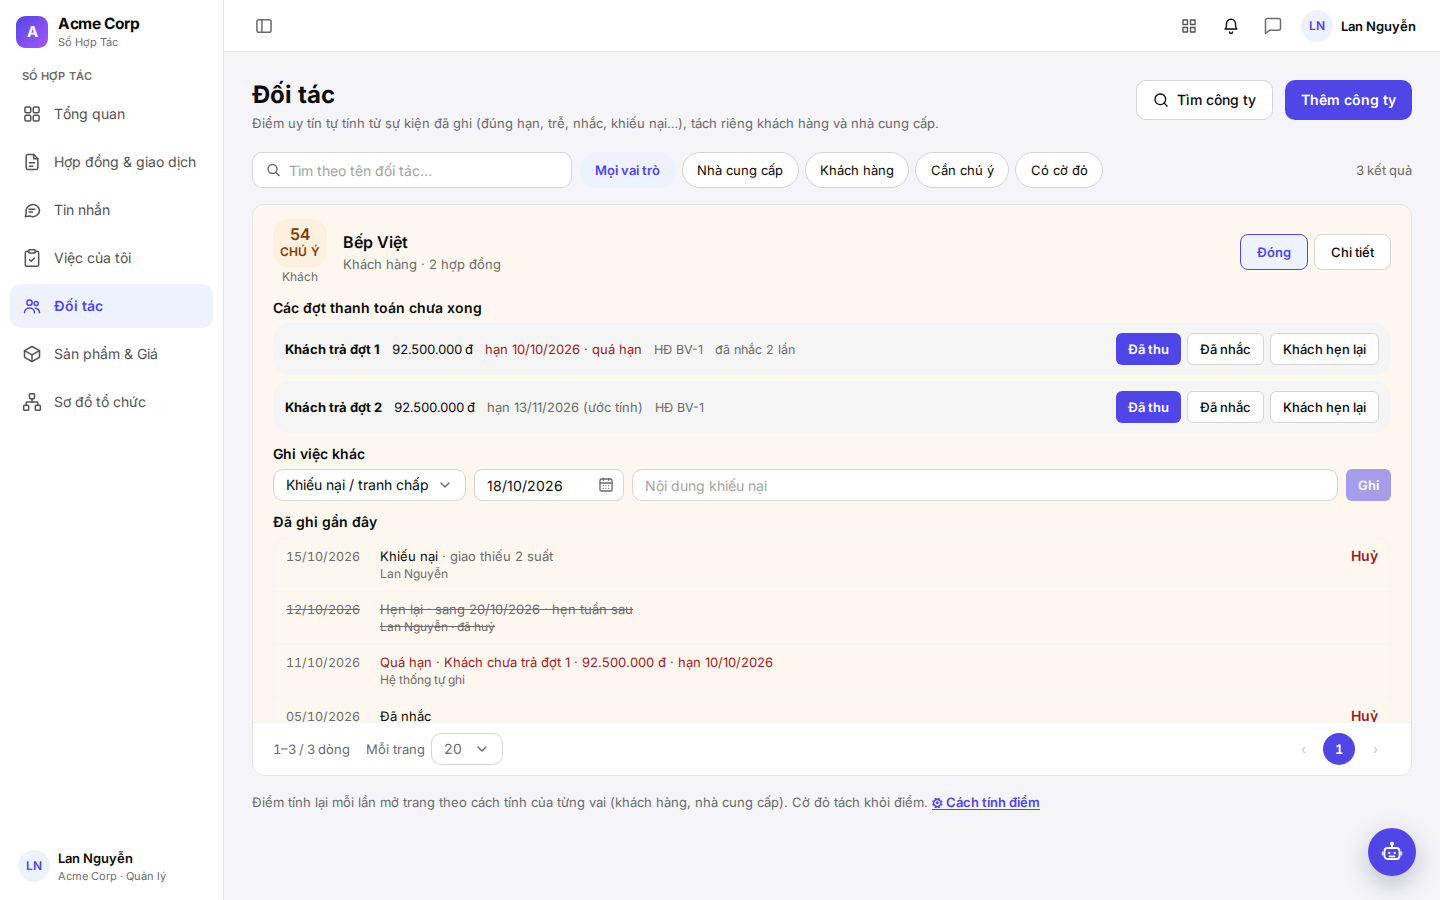 A
Acme Corp
Sổ Hợp Tác
SỔ HỢP TÁC
Tổng quan
Hợp đồng & giao dịch
Tin nhắn
Việc của tôi
Đối tác
Sản phẩm & Giá
Sơ đồ tổ chức
LN
Lan Nguyễn
Acme Corp · Quản lý
LN Lan Nguyễn
Đối tác
Điểm uy tín tự tính từ sự kiện đã ghi (đúng hạn, trễ, nhắc, khiếu nại...), tách riêng khách hàng và nhà cung cấp.
Tìm công ty
Thêm công ty
Tìm theo tên đối tác...
Mọi vai trò
Nhà cung cấp
Khách hàng
Cần chú ý
Có cờ đỏ
3 kết quả
54
CHÚ Ý
Khách
Bếp Việt
Khách hàng · 2 hợp đồng
Đóng
Chi tiết
Các đợt thanh toán chưa xong
Khách trả đợt 1 92.500.000 đ hạn 10/10/2026 · quá hạn HĐ BV-1 đã nhắc 2 lần
Đã thu
Đã nhắc
Khách hẹn lại
Khách trả đợt 2 92.500.000 đ hạn 13/11/2026 (ước tính) HĐ BV-1
Đã thu
Đã nhắc
Khách hẹn lại
Ghi việc khác
Khiếu nại / tranh chấp
18/10/2026
Nội dung khiếu nại
Ghi
Đã ghi gần đây
15/10/2026 Khiếu nại · giao thiếu 2 suất Huỷ
Lan Nguyễn
12/10/2026 Hẹn lại · sang 20/10/2026 · hẹn tuần sau
Lan Nguyễn · đã huỷ
11/10/2026 Quá hạn · Khách chưa trả đợt 1 · 92.500.000 đ · hạn 10/10/2026
Hệ thống tự ghi
05/10/2026 Đã nhắc Huỷ
1–3 / 3 dòng Mỗi trang 20
‹ 1 ›
Điểm tính lại mỗi lần mở trang theo cách tính của từng vai (khách hàng, nhà cung cấp). Cờ đỏ tách khỏi điểm. ⚙ Cách tính điểm